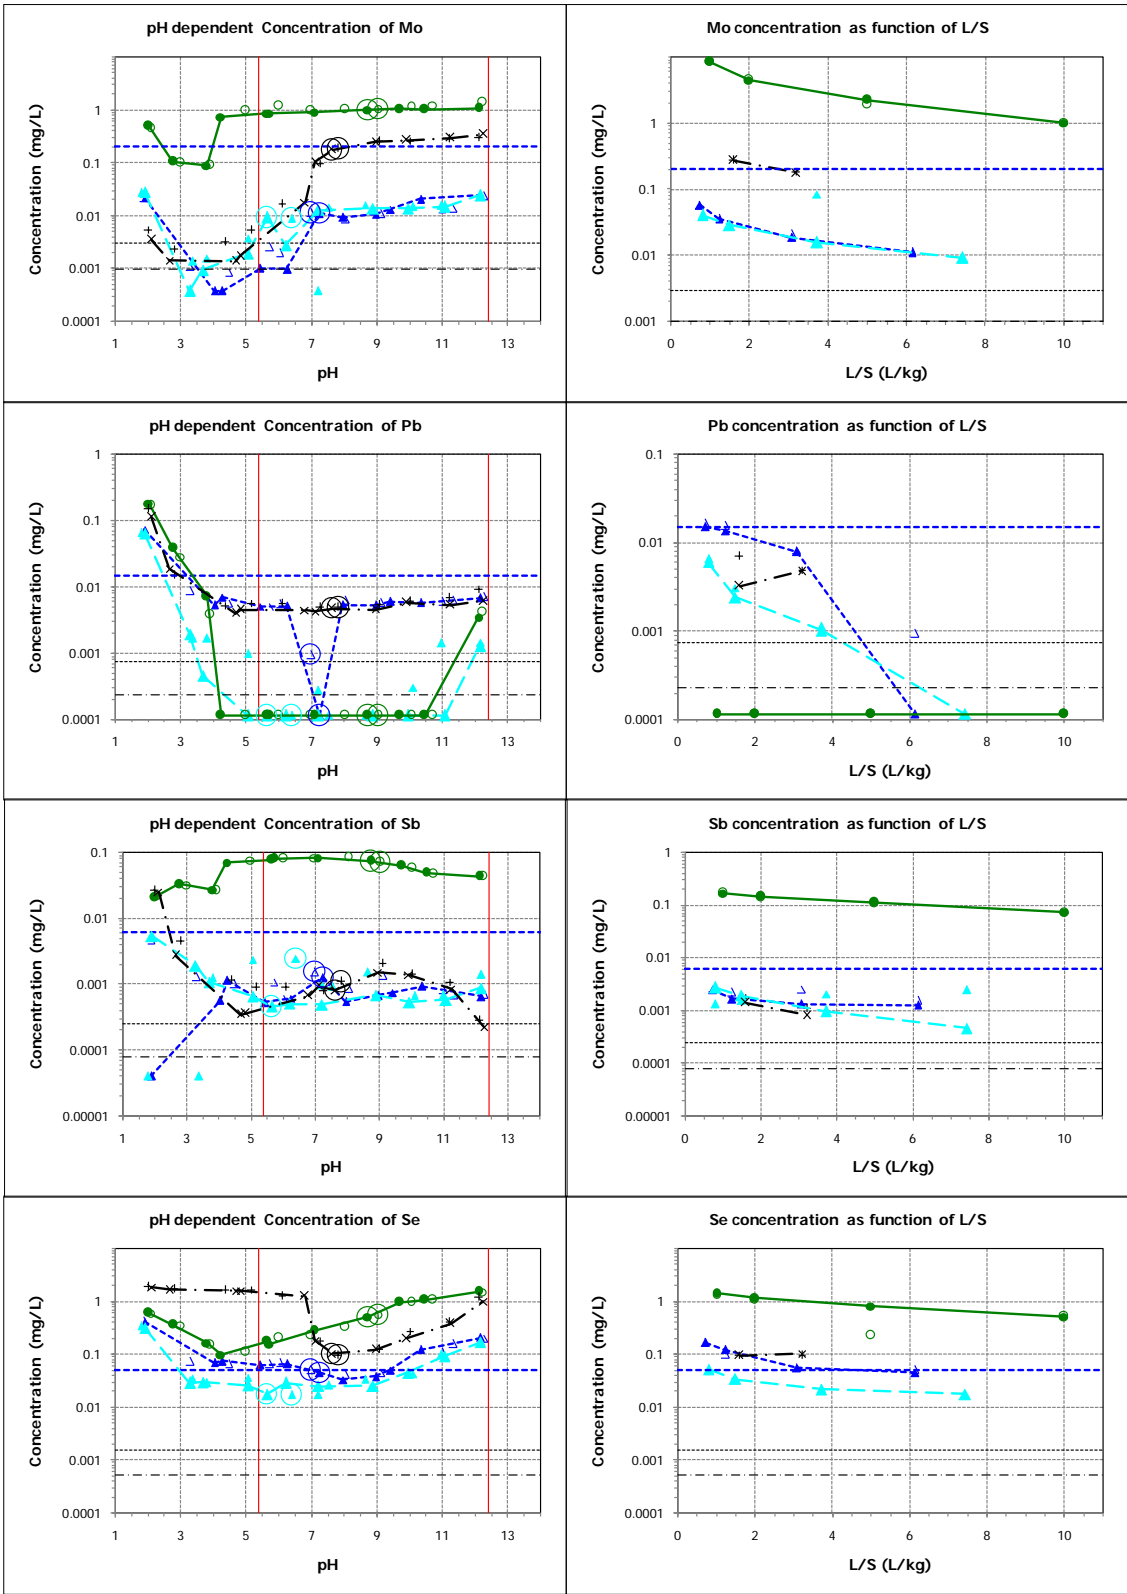 pH dependent Concentration of Mo
Concentration (mg/L)
1
0.1
0.01
0.001
0.0001
1 3 5 7 9 11 13
pH
Mo concentration as function of L/S
Concentration (mg/L)
1
0.1
0.01
0.001
0 2 4 6 8 10
L/S (L/kg)
pH dependent Concentration of Pb
Concentration (mg/L)
1
0.1
0.01
0.001
0.0001
1 3 5 7 9 11 13
pH
Pb concentration as function of L/S
Concentration (mg/L)
0.1
0.01
0.001
0.0001
0 2 4 6 8 10
L/S (L/kg)
pH dependent Concentration of Sb
Concentration (mg/L)
0.1
0.01
0.001
0.0001
0.00001
1 3 5 7 9 11 13
pH
Sb concentration as function of L/S
Concentration (mg/L)
1
0.1
0.01
0.001
0.0001
0.00001
0 2 4 6 8 10
L/S (L/kg)
pH dependent Concentration of Se
Concentration (mg/L)
1
0.1
0.01
0.001
0.0001
1 3 5 7 9 11 13
pH
Se concentration as function of L/S
Concentration (mg/L)
1
0.1
0.01
0.001
0.0001
0 2 4 6 8 10
L/S (L/kg)